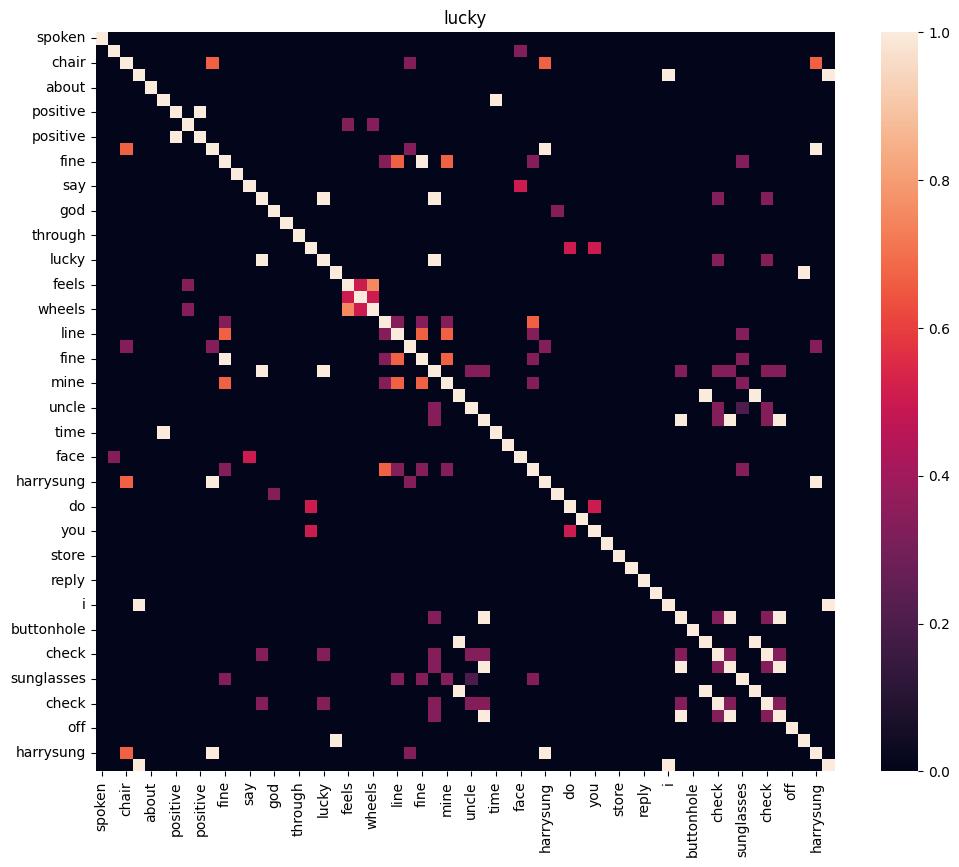 lucky
spoken
chair
about
positive
positive
fine
say
god
through
lucky
feels
wheels
line
fine
mine
uncle
time
face
harrysung
do
you
store
reply
i
buttonhole
check
sunglasses
check
off
harrysung
1.0
0.8
0.6
0.4
0.2
0.0
spoken
chair
about
positive
positive
fine
say
god
through
lucky
feels
wheels
line
fine
mine
uncle
time
face
harrysung
do
you
store
reply
i
buttonhole
check
sunglasses
check
off
harrysung